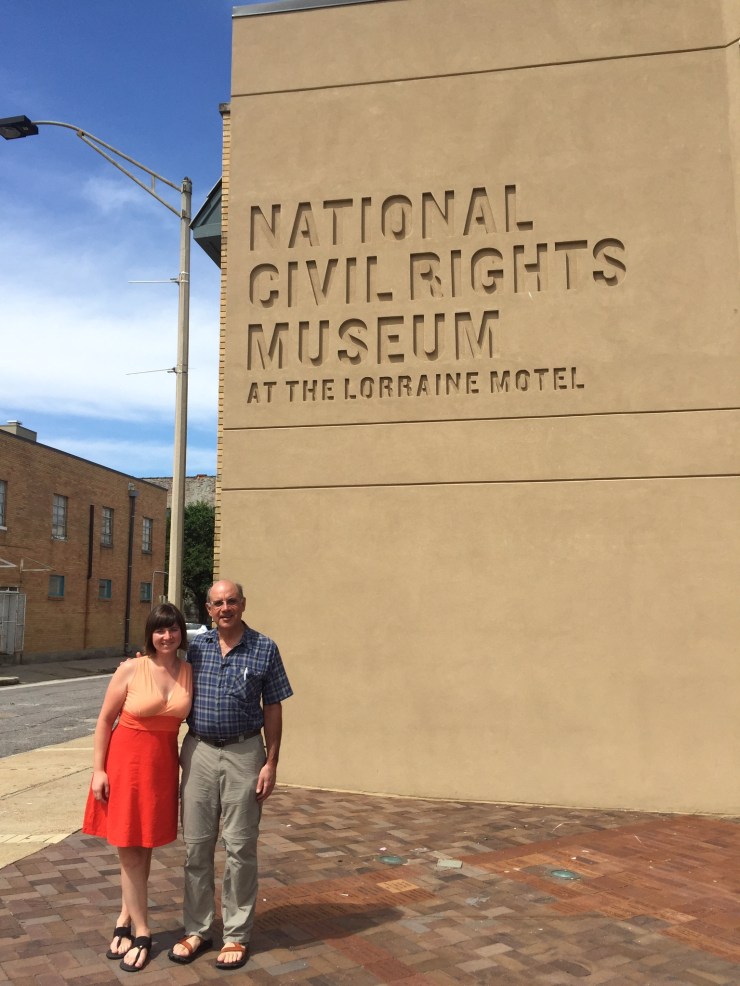 NATIONAL
CIVIL RIGHTS
MUSEUM
AT THE LORRAINE MOTEL